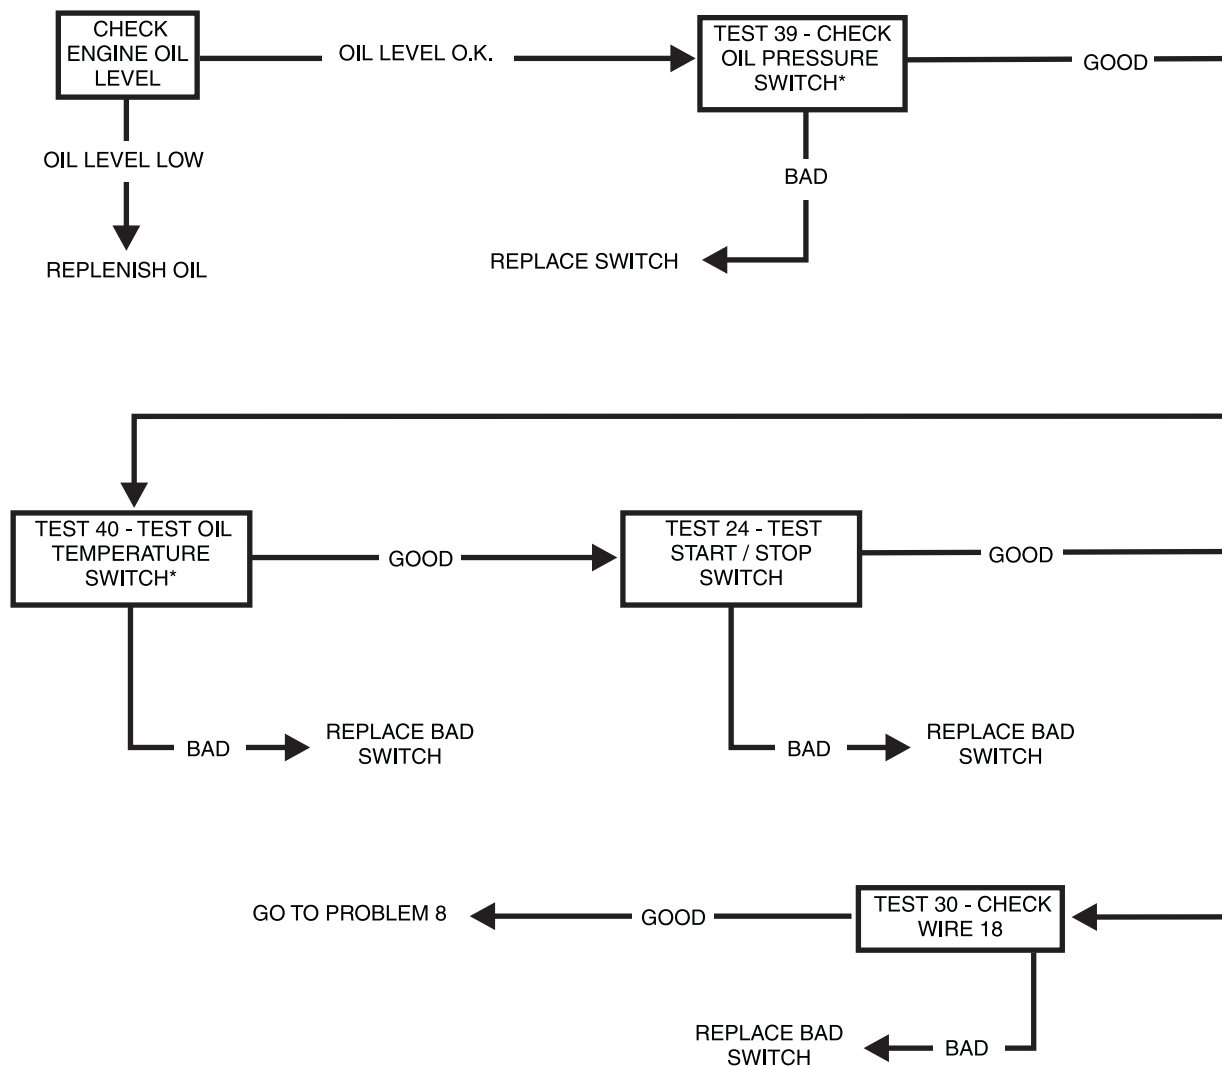 CHECK
ENGINE OIL
LEVEL
OIL LEVEL O.K.
TEST 39 - CHECK
OIL PRESSURE
SWITCH*
GOOD
OIL LEVEL LOW
BAD
REPLENISH OIL
REPLACE SWITCH
TEST 40 - TEST OIL
TEMPERATURE
SWITCH*
GOOD
TEST 24 - TEST
START / STOP
SWITCH
GOOD
BAD
REPLACE BAD
SWITCH
BAD
REPLACE BAD
SWITCH
GO TO PROBLEM 8
GOOD
TEST 30 - CHECK
WIRE 18
REPLACE BAD
SWITCH
BAD